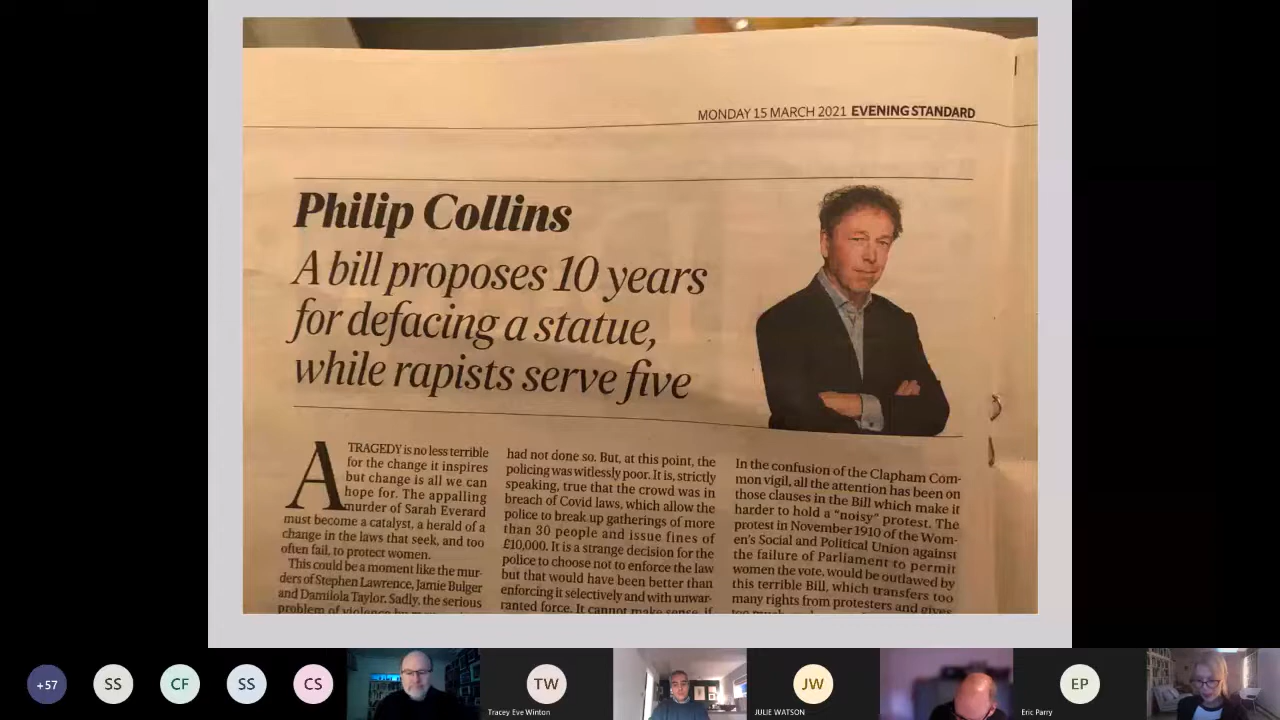 MONDAY 15 MARCH 2021 EVENING STANDARD
Philip Collins
A bill proposes 10 years
for defacing a statue,
while rapists serve five
A TRAGEDY is no less terrible
for the change it inspires
but change is all we can
hope for. The appalling
murder of Sarah Everard
must become a catalyst, a herald of a
change in the laws that seek, and too
often fail, to protect women.
This could be a moment like the mur-
ders of Stephen Lawrence, Jamie Bulger
and Damilola Taylor. Sadly, the serious
problem of violence by
had not done so. But, at this point, the
policing was witlessly poor. It is, strictly
speaking, true that the crowd was in
breach of Covid laws, which allow the
police to break up gatherings of more
than 30 people and issue fines of
£10,000. It is a strange decision for the
police to choose not to enforce the law
but that would have been better than
enforcing it selectively and with unwar-
ranted force. It cannot make sense, if
In the confusion of the Clapham Com-
mon vigil, all the attention has been on
those clauses in the Bill which make it
harder to hold a "noisy" protest. The
protest in November 1910 of the Wom-
en's Social and Political Union against
the failure of Parliament to permit
women the vote, would be outlawed by
this terrible Bill, which transfers too
many rights from protesters and gives
too much
+57
SS
CF
SS
CS
TW
Tracey Eve Winton
JW
JULIE WATSON
EP
Eric Parry